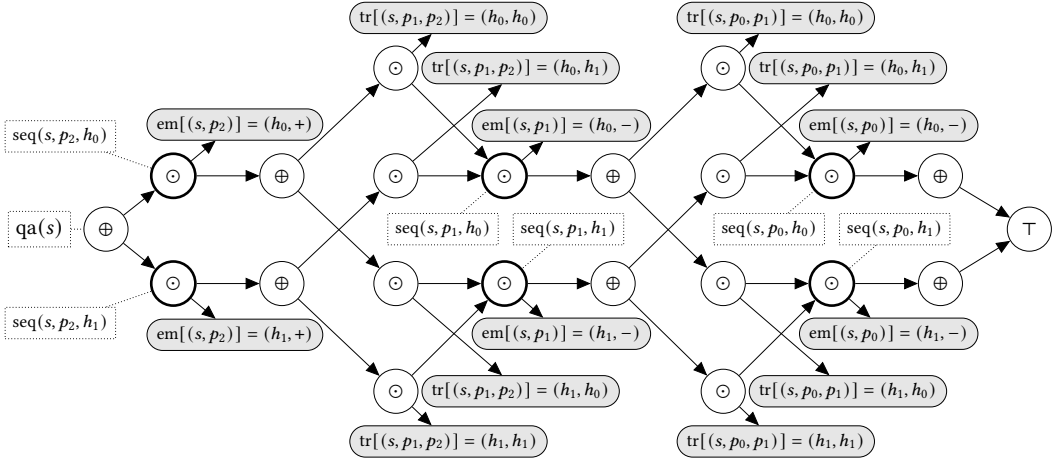 tr[(s, p₁, p₂)] = (h₀, h₀)
tr[(s, p₀, p₁)] = (h₀, h₀)
⊙
⊙
tr[(s, p₁, p₂)] = (h₀, h₁)
tr[(s, p₀, p₁)] = (h₀, h₁)
em[(s, p₂)] = (h₀, +)
em[(s, p₁)] = (h₀, −)
em[(s, p₀)] = (h₀, −)
seq(s, p₂, h₀)
⊙
⊕
⊙
⊙
⊕
⊙
⊙
⊕
qa(s)
⊕
seq(s, p₁, h₀)
seq(s, p₁, h₁)
seq(s, p₀, h₀)
seq(s, p₀, h₁)
⊤
⊙
⊕
⊙
⊙
⊕
⊙
⊙
⊕
seq(s, p₂, h₁)
em[(s, p₂)] = (h₁, +)
em[(s, p₁)] = (h₁, −)
em[(s, p₀)] = (h₁, −)
⊙
tr[(s, p₁, p₂)] = (h₁, h₀)
⊙
tr[(s, p₀, p₁)] = (h₁, h₀)
tr[(s, p₁, p₂)] = (h₁, h₁)
tr[(s, p₀, p₁)] = (h₁, h₁)